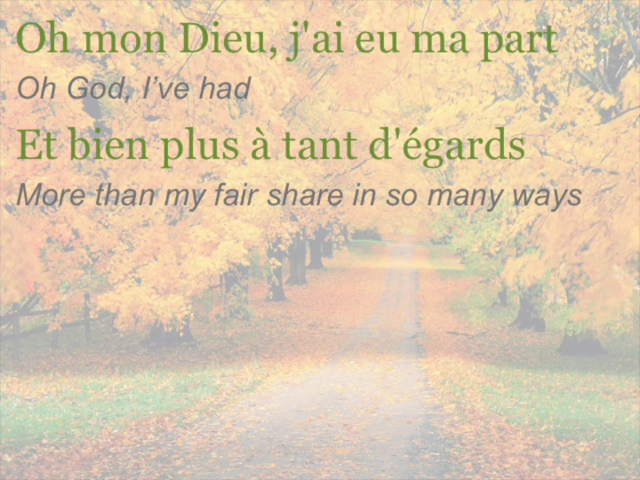 Oh mon Dieu, j'ai eu ma part
Oh God, I’ve had
Et bien plus à tant d'égards
More than my fair share in so many ways